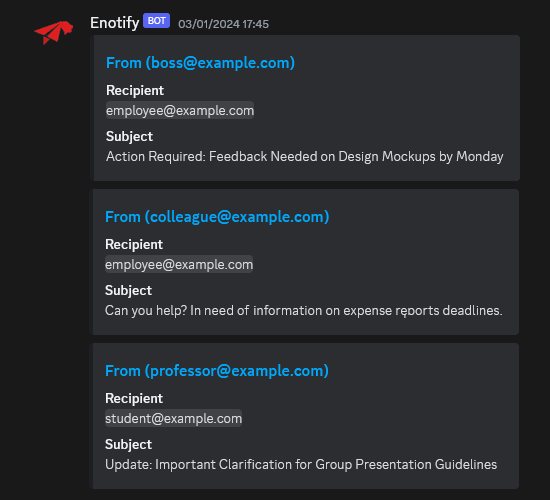 Enotify BOT 03/01/2024 17:45
From (boss@example.com)
Recipient
employee@example.com
Subject
Action Required: Feedback Needed on Design Mockups by Monday
From (colleague@example.com)
Recipient
employee@example.com
Subject
Can you help? In need of information on expense reports deadlines.
From (professor@example.com)
Recipient
student@example.com
Subject
Update: Important Clarification for Group Presentation Guidelines